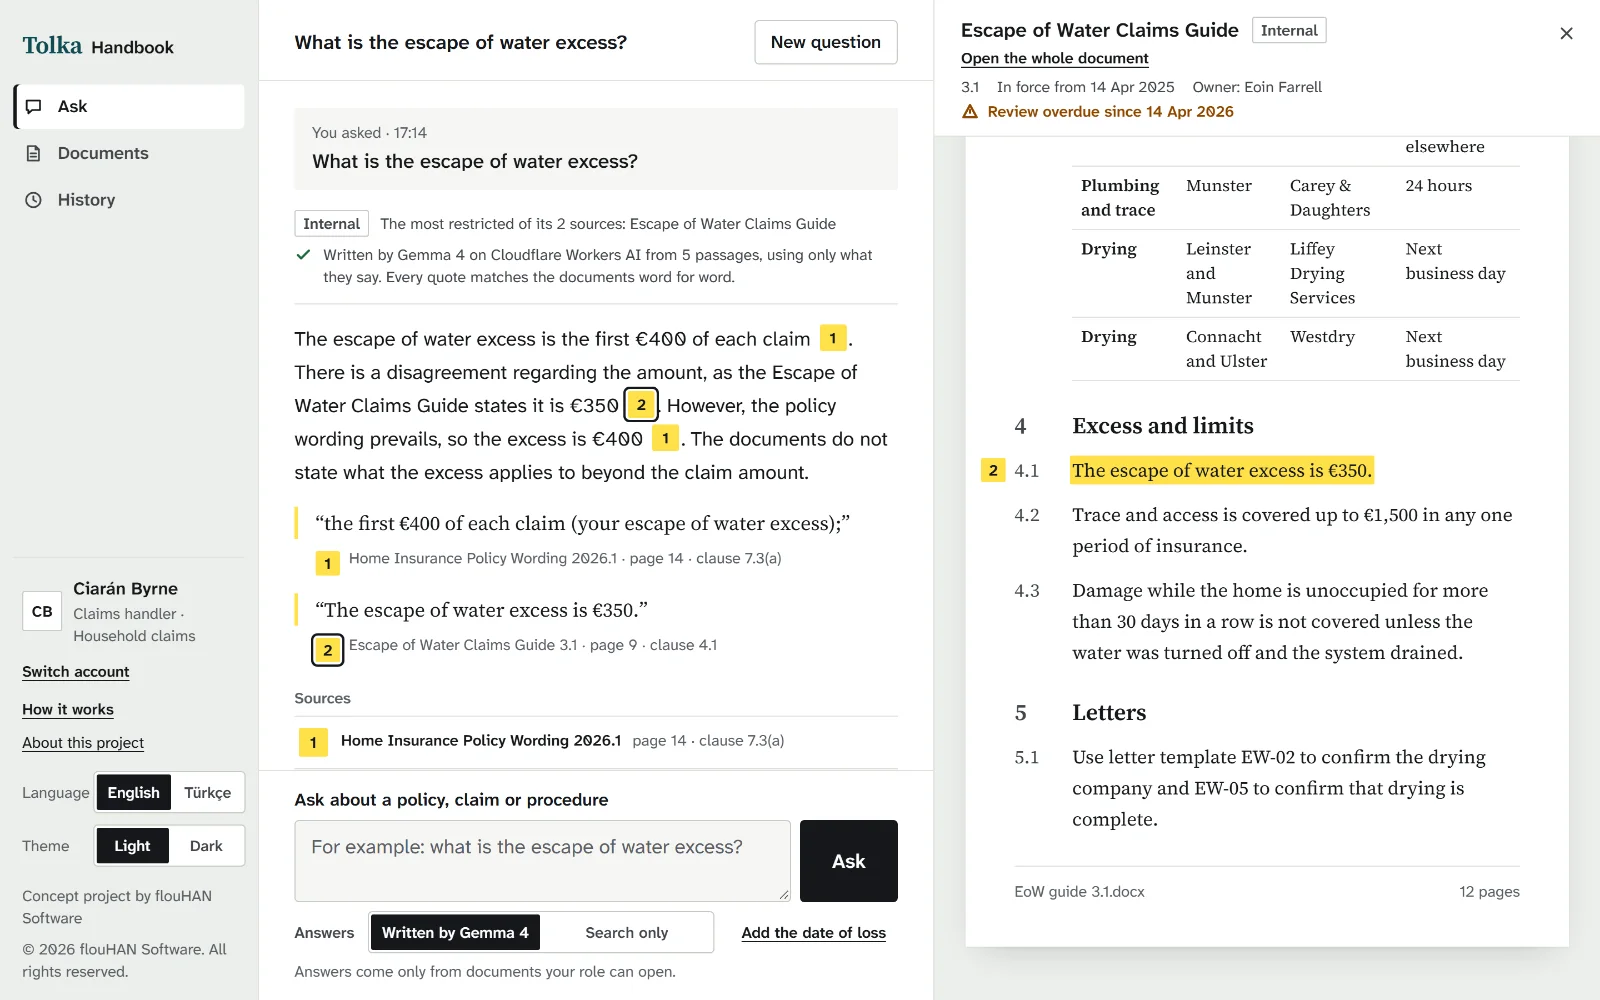 Tolka Handbook
Ask
Documents
History
CB
Ciarán Byrne
Claims handler ·
Household claims
Switch account
How it works
About this project
Language English Türkçe
Theme Light Dark
Concept project by flouHAN
Software
© 2026 flouHAN Software. All
rights reserved.
What is the escape of water excess?
New question
You asked · 17:14
What is the escape of water excess?
Internal The most restricted of its 2 sources: Escape of Water Claims Guide
Written by Gemma 4 on Cloudflare Workers AI from 5 passages, using only what
they say. Every quote matches the documents word for word.
The escape of water excess is the first €400 of each claim 1.
There is a disagreement regarding the amount, as the Escape of
Water Claims Guide states it is €350 2. However, the policy
wording prevails, so the excess is €400 1. The documents do not
state what the excess applies to beyond the claim amount.
“the first €400 of each claim (your escape of water excess);”
1 Home Insurance Policy Wording 2026.1 · page 14 · clause 7.3(a)
“The escape of water excess is €350.”
2 Escape of Water Claims Guide 3.1 · page 9 · clause 4.1
Sources
1 Home Insurance Policy Wording 2026.1 page 14 · clause 7.3(a)
Ask about a policy, claim or procedure
For example: what is the escape of water excess?
Ask
Answers Written by Gemma 4 Search only Add the date of loss
Answers come only from documents your role can open.
Escape of Water Claims Guide Internal
Open the whole document
3.1 In force from 14 Apr 2025 Owner: Eoin Farrell
Review overdue since 14 Apr 2026
elsewhere
Plumbing Munster Carey & 24 hours
and trace Daughters
Drying Leinster Liffey Next
and Drying business day
Munster Services
Drying Connacht Westdry Next
and Ulster business day
4 Excess and limits
2 4.1 The escape of water excess is €350.
4.2 Trace and access is covered up to €1,500 in any one
period of insurance.
4.3 Damage while the home is unoccupied for more
than 30 days in a row is not covered unless the
water was turned off and the system drained.
5 Letters
5.1 Use letter template EW-02 to confirm the drying
company and EW-05 to confirm that drying is
complete.
EoW guide 3.1.docx 12 pages